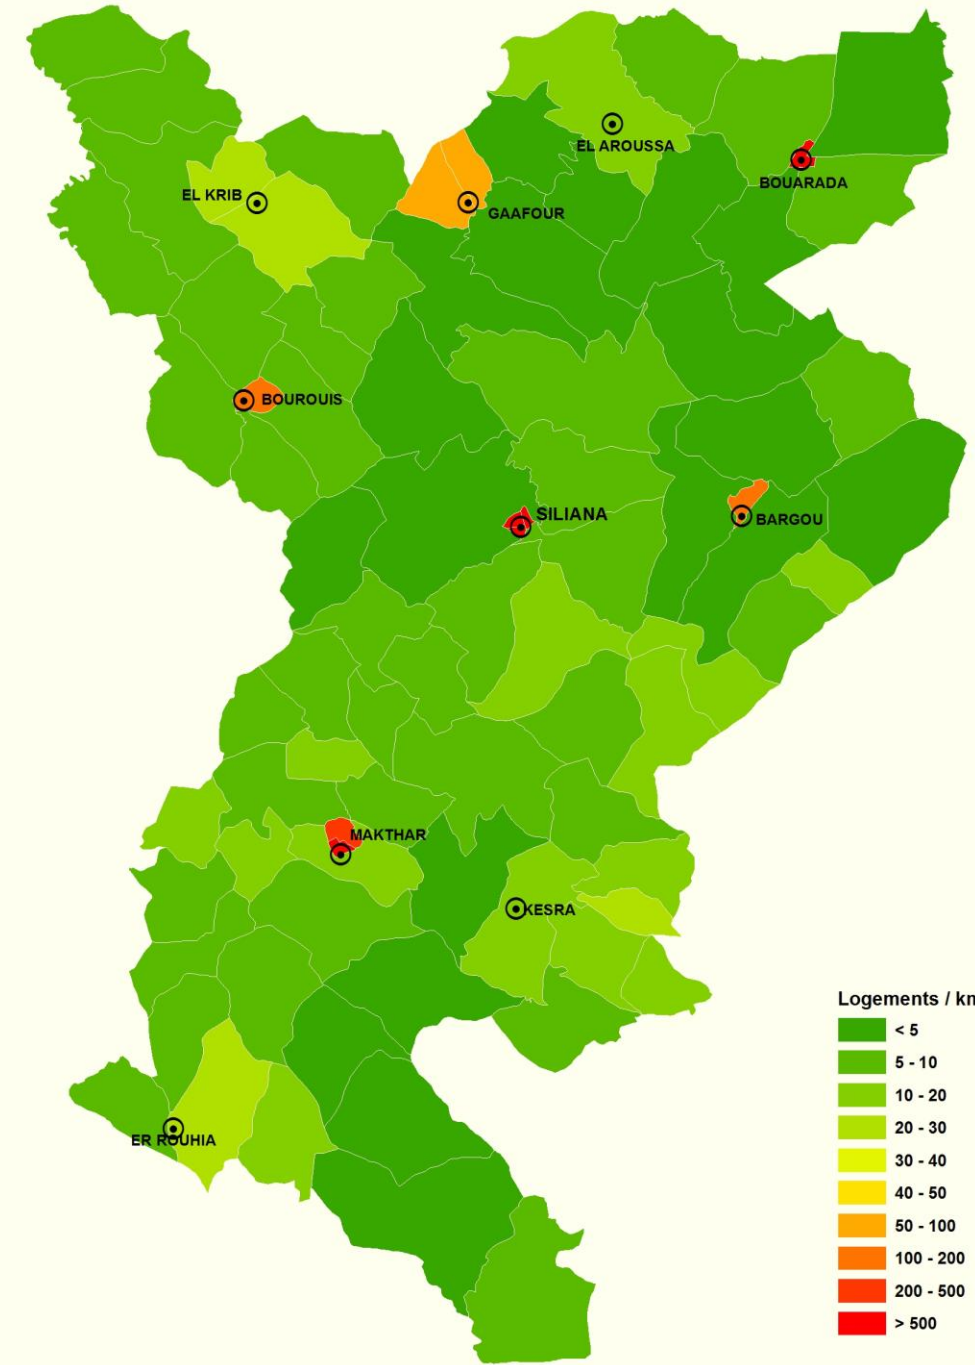 EL AROUSSA
BOUARADA
EL KRIB
GAAFOUR
BOUROUIS
SILIANA
BARGOU
MAKTHAR
KESRA
ER ROUHIA
Logements / km
< 5
5 - 10
10 - 20
20 - 30
30 - 40
40 - 50
50 - 100
100 - 200
200 - 500
> 500